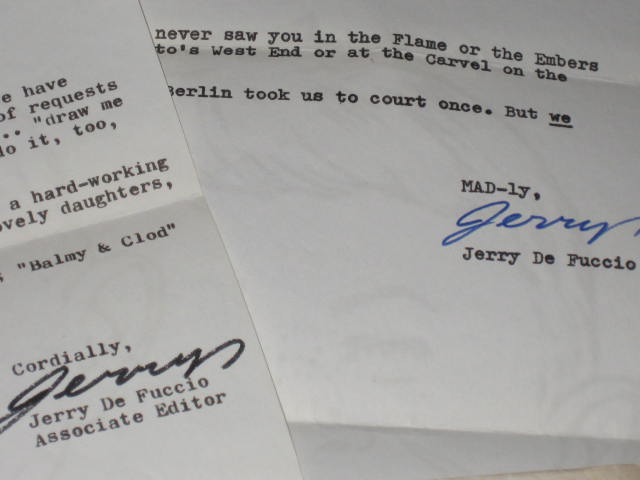 e have
of requests
... "draw me
do it, too,
a hard-working
ovely daughters,
"Balmy & Clod"
Cordially,
Jerry
Jerry De Fuccio
Associate Editor
never saw you in the Flame or the Embers
to's West End or at the Carvel on the
Berlin took us to court once. But we
MAD-ly,
Jerry
Jerry De Fuccio